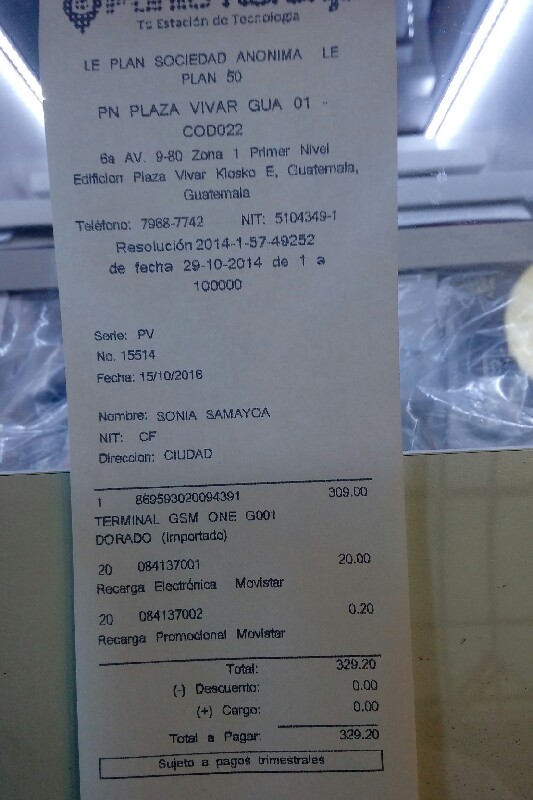 Tu Estación de Tecnología
LE PLAN SOCIEDAD ANONIMA LE
PLAN 50
PN PLAZA VIVAR GUA 01 -
COD022
6a AV. 9-80 Zona 1 Primer Nivel
Edificion Plaza Vivar Kiosko E, Guatemala,
Guatemala
Teléfono: 7968-7742 NIT: 5104349-1
Resolución 2014-1-57-49252
de fecha 29-10-2014 de 1 a
100000
Serie: PV
No. 15514
Fecha: 15/10/2016
Nombre: SONIA SAMAYOA
NIT: CF
Direccion: CIUDAD
1 869593020094391 309.00
TERMINAL GSM ONE G001
DORADO (Importado)
20 084137001 20.00
Recarga Electrónica Movistar
20 084137002 0.20
Recarga Promocional Movistar
Total: 329.20
(-) Descuento: 0.00
(+) Cargo: 0.00
Total a Pagar: 329.20
Sujeto a pagos trimestrales